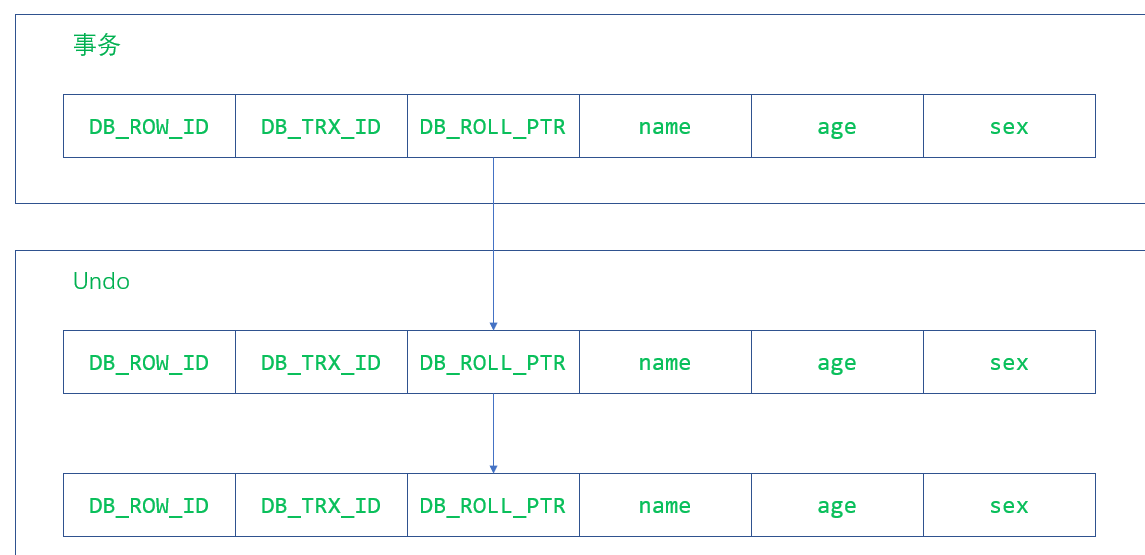 事务
DB_ROW_ID DB_TRX_ID DB_ROLL_PTR name age sex
Undo
DB_ROW_ID DB_TRX_ID DB_ROLL_PTR name age sex
DB_ROW_ID DB_TRX_ID DB_ROLL_PTR name age sex